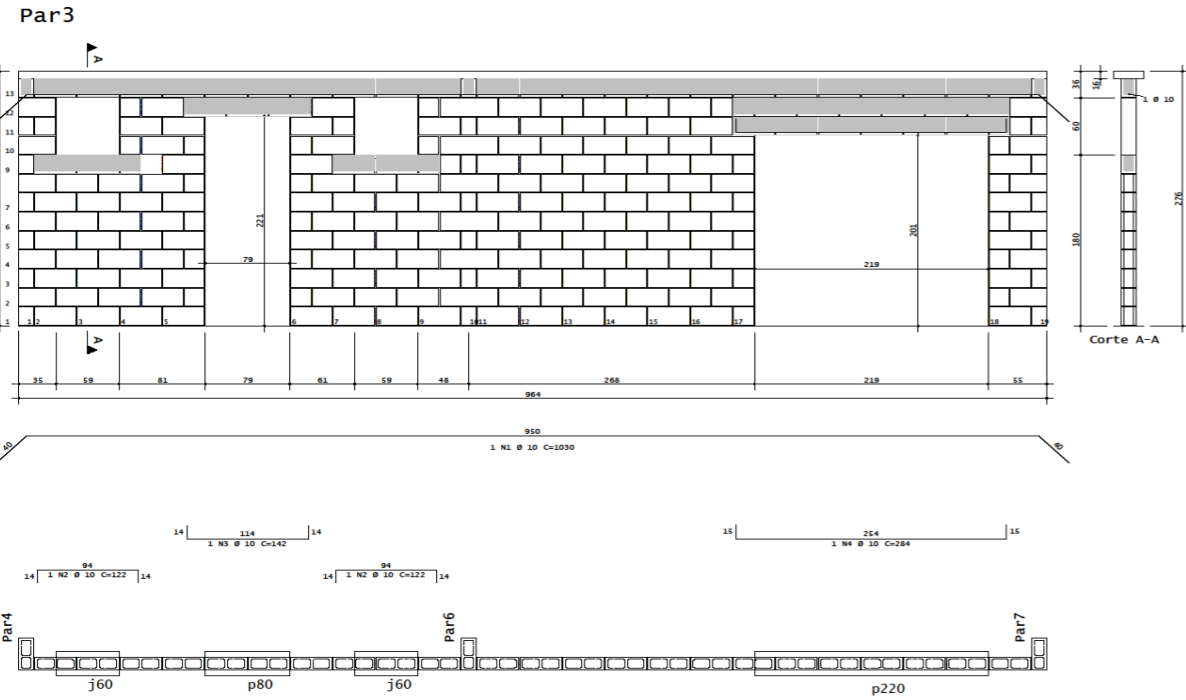 Par3
A
13
12
11
10
9
7
6
5
4
3
2
1
221
79
201
219
1 2 3 4 5 6 7 8 9 10 11 12 13 14 15 16 17 18 19
A
35 59 81 79 61 59 48 268 219 55
964
36
16
60
180
276
1 Ø 10
Corte A-A
40 950 40
1 N1 Ø 10 C=1030
14 114 14
1 N3 Ø 10 C=142
15 254 15
1 N4 Ø 10 C=284
94 94
14 1 N2 Ø 10 C=122 14
14 1 N2 Ø 10 C=122 14
Par4
Par6
Par7
j60 p80 j60 p220